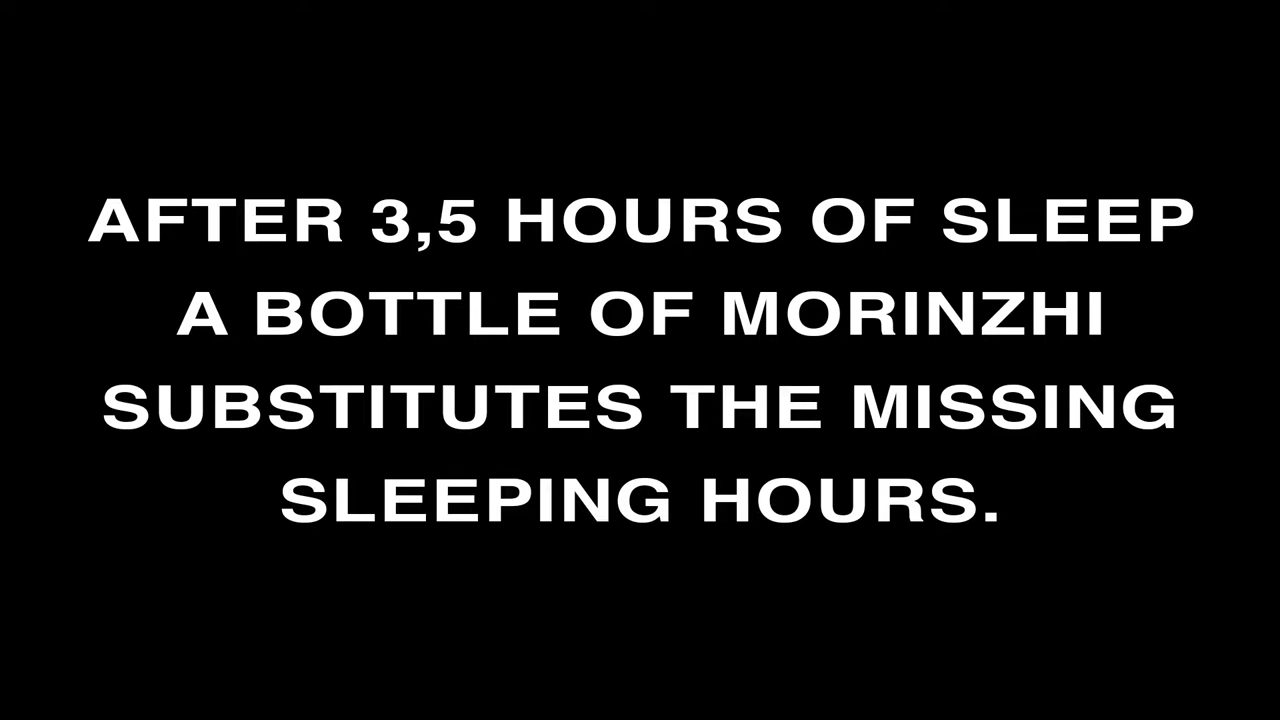 AFTER 3,5 HOURS OF SLEEP
A BOTTLE OF MORINZHI
SUBSTITUTES THE MISSING
SLEEPING HOURS.